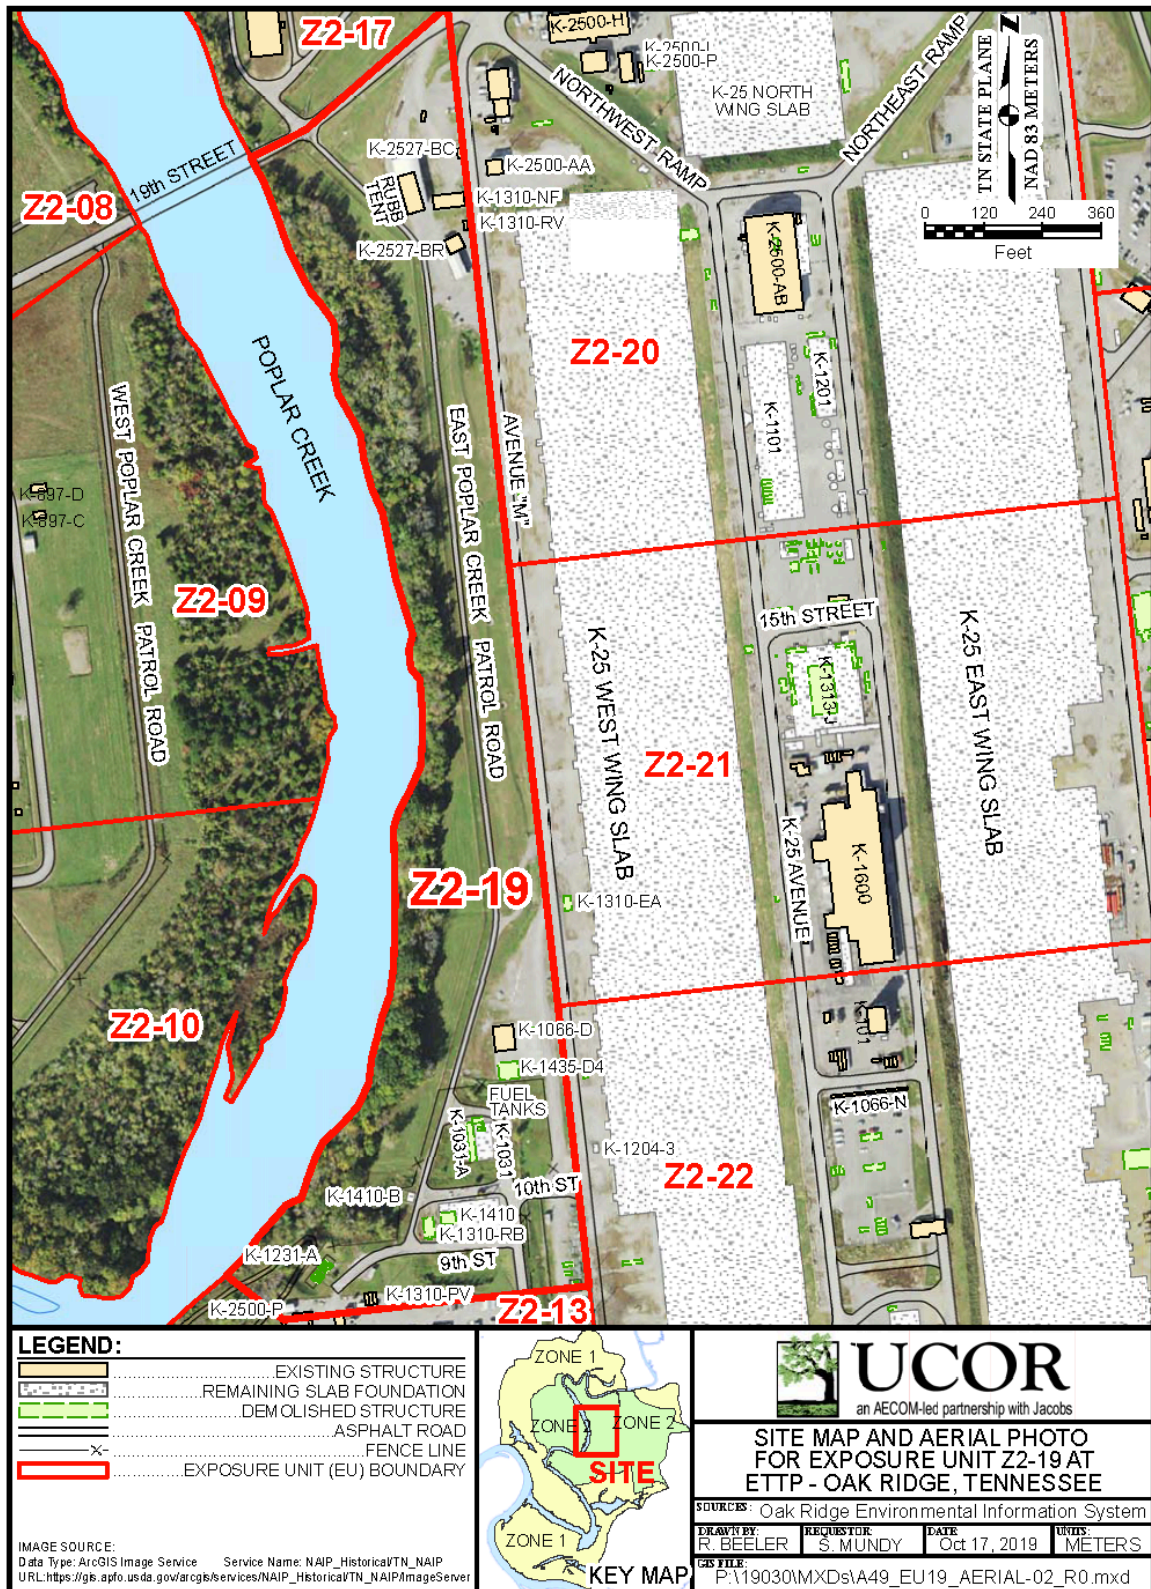 Z2-17
K-2500-H
K-2500-I
K-2500-P
K-25 NORTH
WING SLAB
NORTHWEST RAMP
NORTHEAST RAMP
TN STATE PLANE
NAD 83 METERS
Z
0 120 240 360
Feet
19th STREET
Z2-08
K-2527-BC
RUBB
TENT
K-2500-AA
K-1310-NF
K-1310-RV
K-2527-BR
K-2500-AB
POPLAR CREEK
Z2-20
K-1201
K-1101
WEST POPLAR CREEK PATROL ROAD
EAST POPLAR CREEK PATROL ROAD
AVENUE "M"
K-897-D
K-897-C
Z2-09
15th STREET
K-25 WEST WING SLAB
K-25 EAST WING SLAB
K-1313-J
Z2-21
K-25 AVENUE
K-1600
Z2-19
K-1310-EA
Z2-10
K-1066-D
K-1435-D4
K-101
FUEL
TANKS
K-1066-N
K-1031-A
K-1031
K-1204-3
Z2-22
10th ST
K-1410-B
K-1410
K-1310-RB
9th ST
K-1231-A
K-2500-P
K-1310-PV
Z2-13
LEGEND:
EXISTING STRUCTURE
REMAINING SLAB FOUNDATION
DEMOLISHED STRUCTURE
ASPHALT ROAD
FENCE LINE
EXPOSURE UNIT (EU) BOUNDARY
IMAGE SOURCE:
Data Type: ArcGIS Image Service Service Name: NAIP_Historical/TN_NAIP
URL:https://gis.apfo.usda.gov/arcgis/services/NAIP_Historical/TN_NAIP/ImageServer
ZONE 1
ZONE 2
ZONE 2
SITE
ZONE 1
KEY MAP
UCOR
an AECOM-led partnership with Jacobs
SITE MAP AND AERIAL PHOTO
FOR EXPOSURE UNIT Z2-19 AT
ETTP - OAK RIDGE, TENNESSEE
SOURCES: Oak Ridge Environmental Information System
DRAWN BY: REQUESTOR: DATE: UNITS:
R. BEELER S. MUNDY Oct 17, 2019 METERS
GIS FILE:
P:\19030\MXDs\A49_EU19_AERIAL-02_R0.mxd